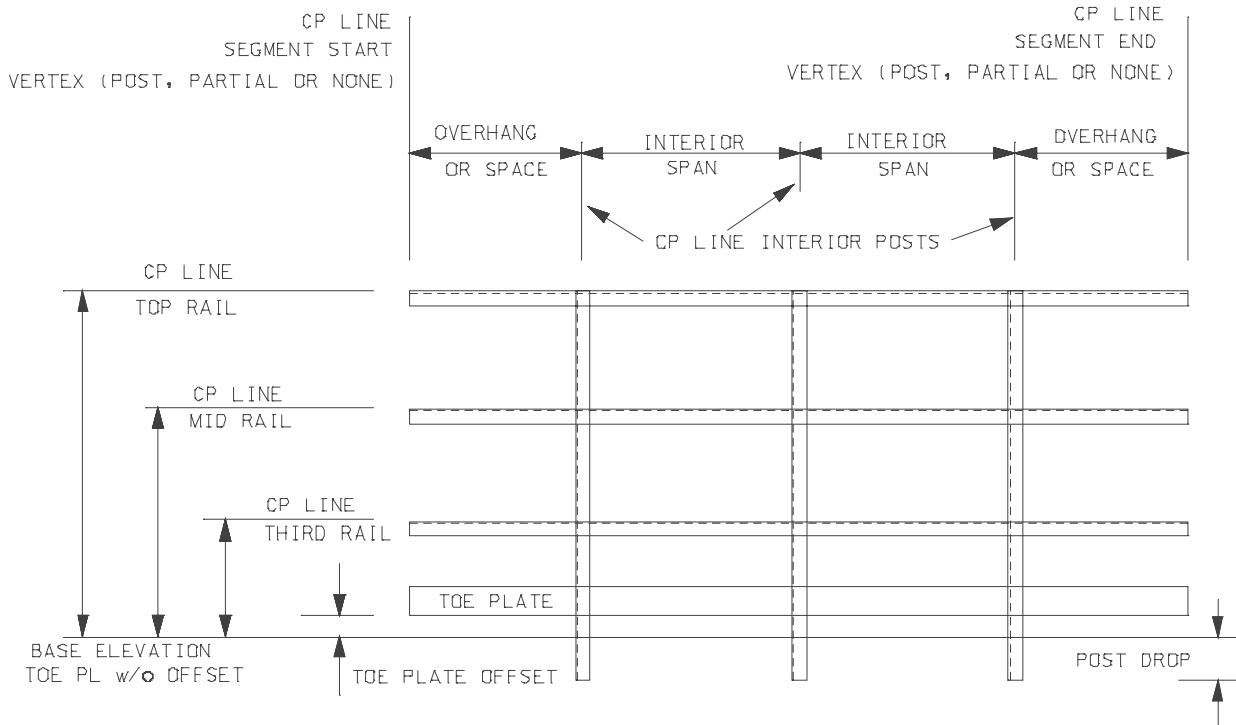 CP LINE
SEGMENT START
VERTEX (POST, PARTIAL OR NONE)
CP LINE
SEGMENT END
VERTEX (POST, PARTIAL OR NONE)
OVERHANG
OR SPACE
INTERIOR
SPAN
INTERIOR
SPAN
OVERHANG
OR SPACE
CP LINE INTERIOR POSTS
CP LINE
TOP RAIL
CP LINE
MID RAIL
CP LINE
THIRD RAIL
TOE PLATE
BASE ELEVATION
TOE PL w/o OFFSET
TOE PLATE OFFSET
POST DROP